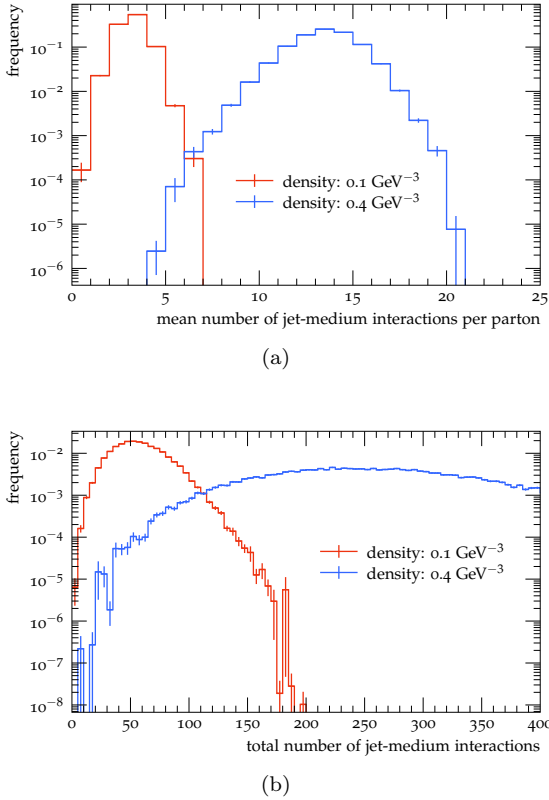 frequency
10⁻¹
10⁻²
10⁻³
10⁻⁴
10⁻⁵
10⁻⁶
density: 0.1 GeV⁻³
density: 0.4 GeV⁻³
0 5 10 15 20 25
mean number of jet-medium interactions per parton
(a)
frequency
10⁻²
10⁻³
10⁻⁴
10⁻⁵
10⁻⁶
10⁻⁷
10⁻⁸
density: 0.1 GeV⁻³
density: 0.4 GeV⁻³
0 50 100 150 200 250 300 350 400
total number of jet-medium interactions
(b)